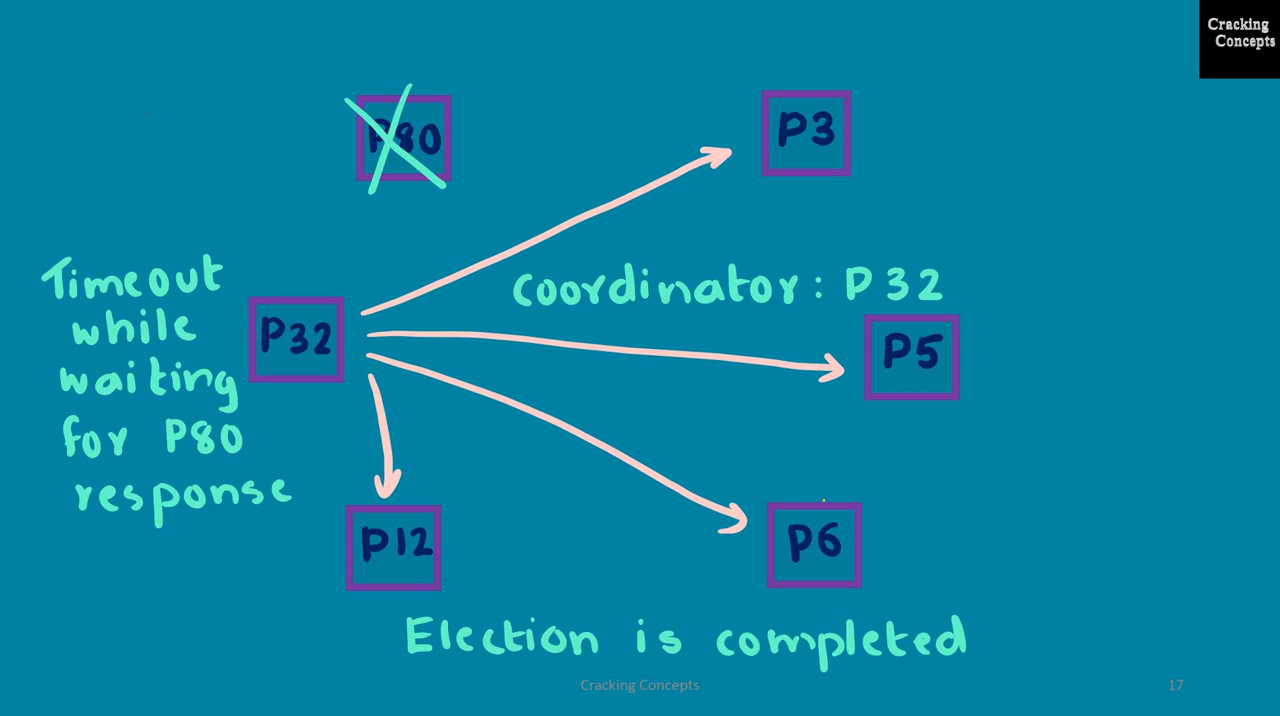 Cracking
Concepts
P80
P3
Timeout
while
waiting
for P80
response
P32
Coordinator: P32
P5
P12
P6
Election is completed
Cracking Concepts
17